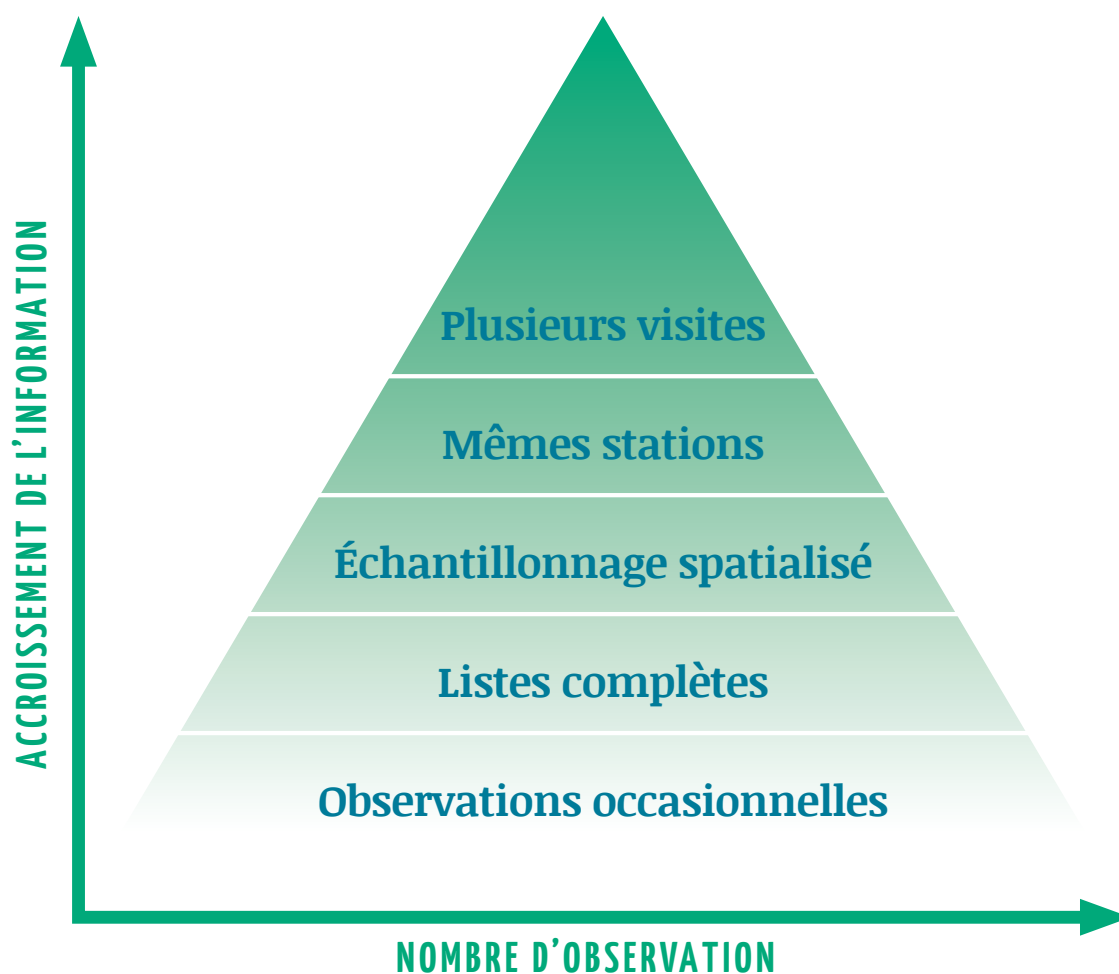 ACCROISSEMENT DE L'INFORMATION
Plusieurs visites
Mêmes stations
Échantillonnage spatialisé
Listes complètes
Observations occasionnelles
NOMBRE D'OBSERVATION